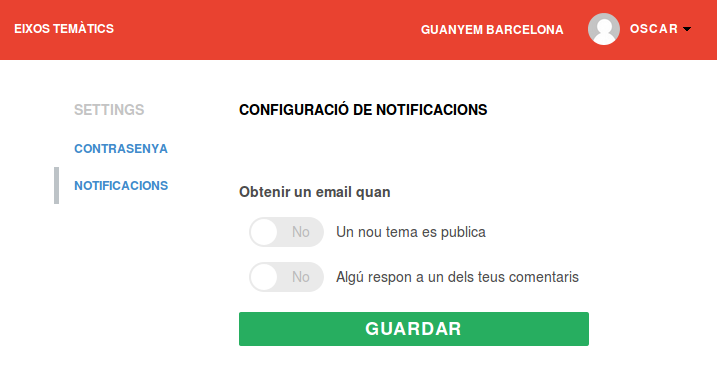 EIXOS TEMÀTICS
GUANYEM BARCELONA
OSCAR
SETTINGS
CONTRASENYA
NOTIFICACIONS
CONFIGURACIÓ DE NOTIFICACIONS
Obtenir un email quan
No
Un nou tema es publica
No
Algú respon a un dels teus comentaris
GUARDAR